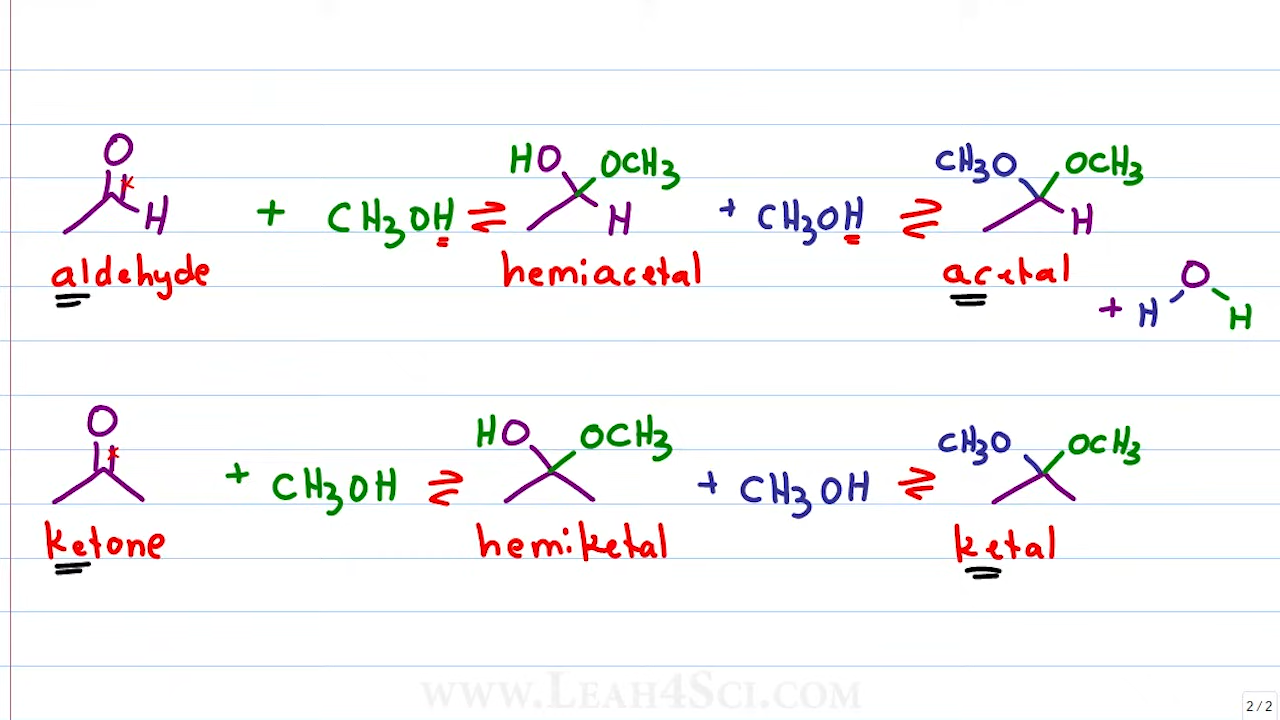 O
HO OCH3 CH3O OCH3
H + CH3OH ⇌ H + CH3OH ⇌ H
aldehyde hemiacetal acetal
+ H O H
O
HO OCH3 CH3O OCH3
+ CH3OH ⇌ + CH3OH ⇌
ketone hemiketal ketal
www.Leah4Sci.com
2/2